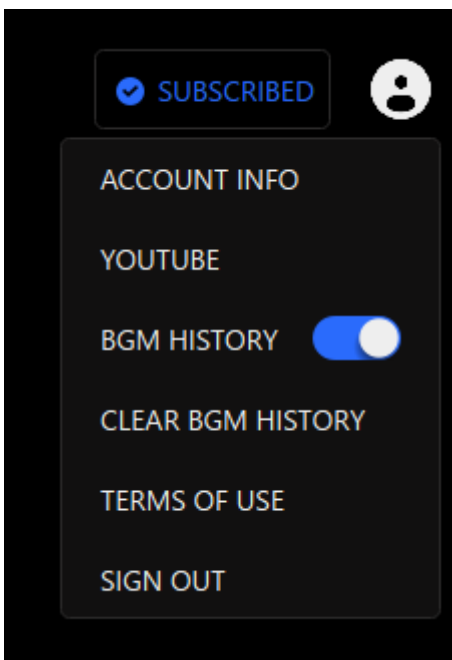 SUBSCRIBED
ACCOUNT INFO
YOUTUBE
BGM HISTORY
CLEAR BGM HISTORY
TERMS OF USE
SIGN OUT